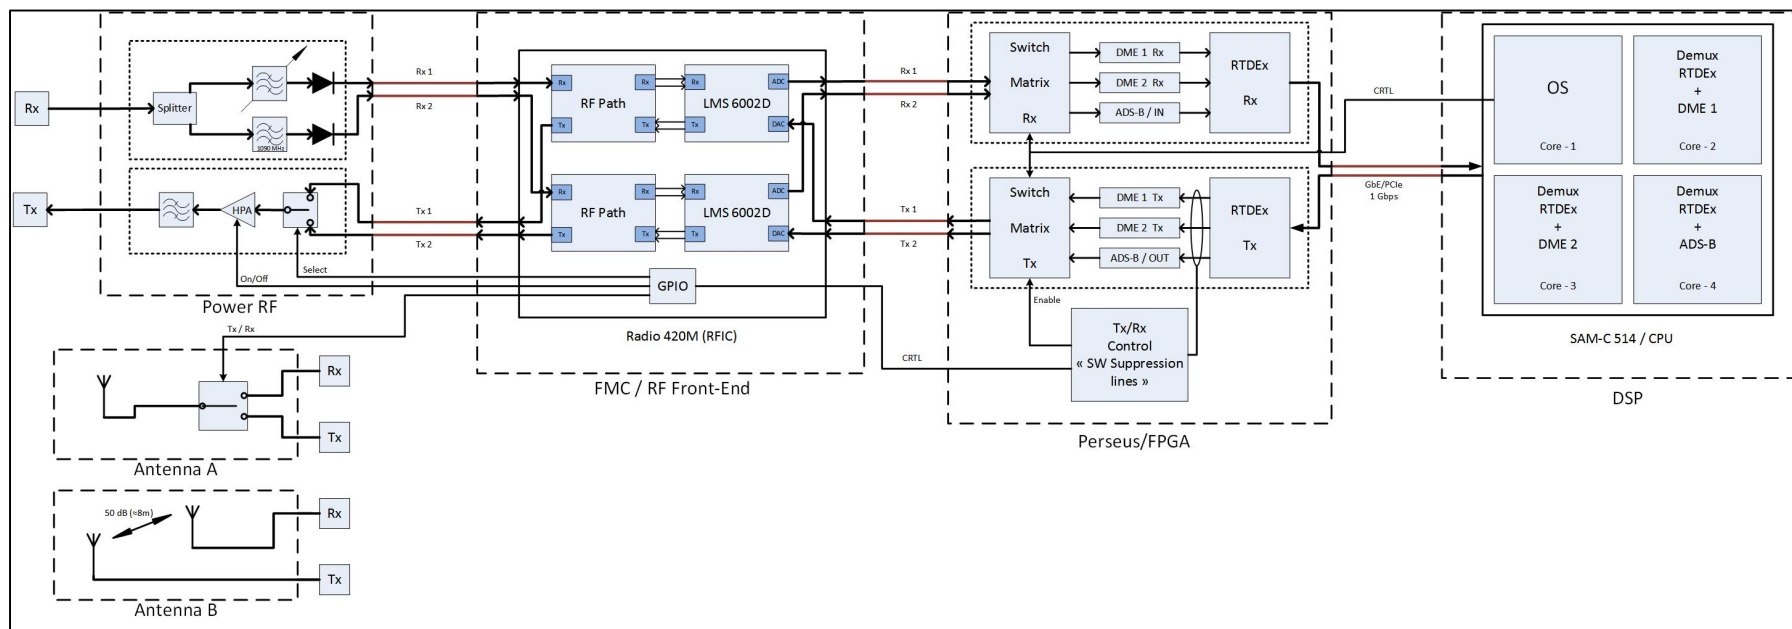 Rx
Splitter
1090 MHz
Tx
HPA
On/Off
Select
Power RF
Rx 1
Rx 2
Tx 1
Tx 2
Rx
RF Path
Rx
Tx
Tx
Rx
LMS 6002D
ADC
Tx
DAC
Rx
RF Path
Rx
Tx
Tx
Rx
LMS 6002D
ADC
Tx
DAC
GPIO
Radio 420M (RFIC)
FMC / RF Front-End
Rx 1
Rx 2
Tx 1
Tx 2
CRTL
Switch
Matrix
Rx
DME 1 Rx
DME 2 Rx
ADS-B / IN
RTDEx
Rx
Switch
Matrix
Tx
DME 1 Tx
DME 2 Tx
ADS-B / OUT
RTDEx
Tx
Enable
Tx/Rx
Control
« SW Suppression
lines »
Perseus/FPGA
CRTL
GbE/PCIe
1 Gbps
OS
Core - 1
Demux
RTDEx
+
DME 1
Core - 2
Demux
RTDEx
+
DME 2
Core - 3
Demux
RTDEx
+
ADS-B
Core - 4
SAM-C 514 / CPU
DSP
Tx / Rx
Rx
Tx
Antenna A
50 dB (≈8m)
Rx
Tx
Antenna B